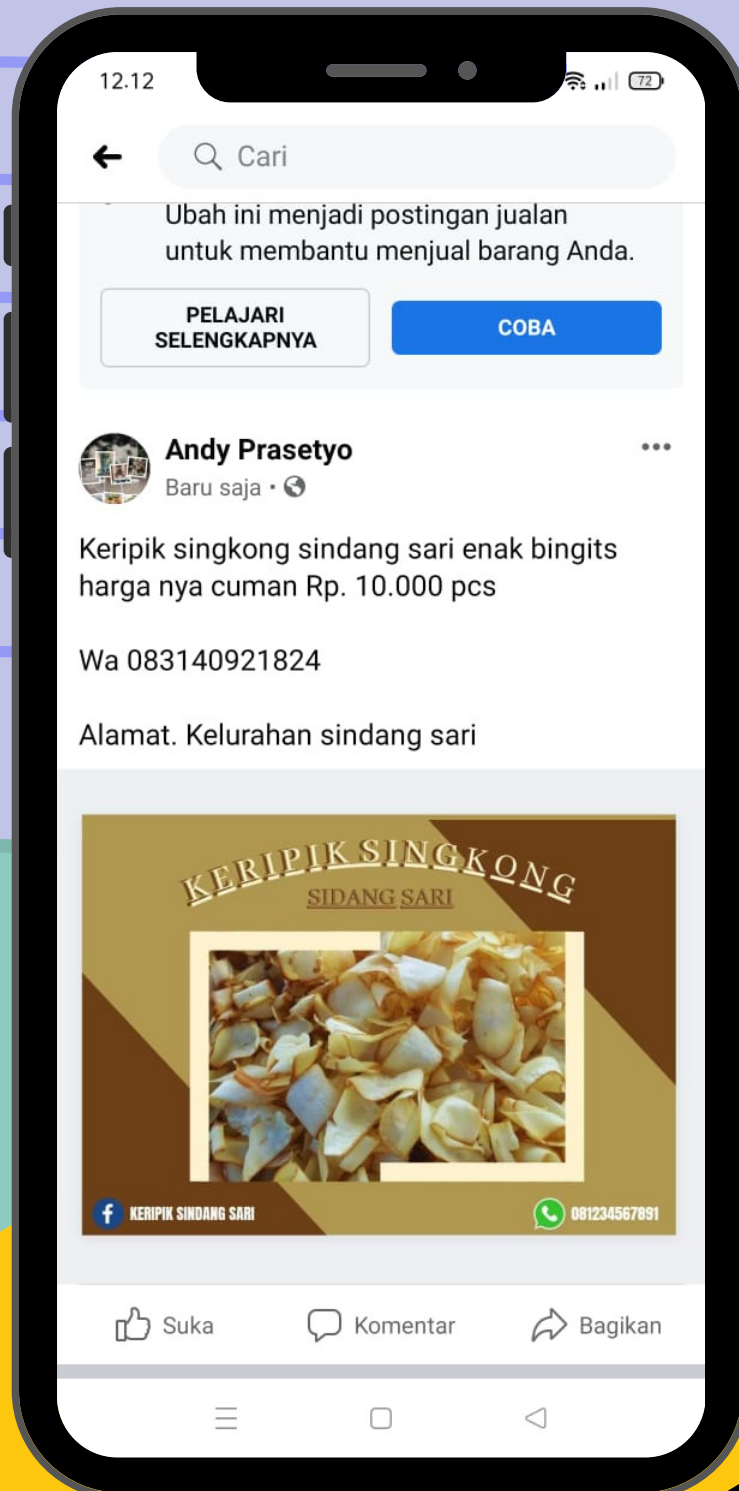 12.12
72
Cari
Ubah ini menjadi postingan jualan
untuk membantu menjual barang Anda.
PELAJARI
SELENGKAPNYA
COBA
Andy Prasetyo
Baru saja
Keripik singkong sindang sari enak bingits
harga nya cuman Rp. 10.000 pcs
Wa 083140921824
Alamat. Kelurahan sindang sari
KERIPIK SINGKONG
SIDANG SARI
f KERIPIK SINDANG SARI
081234567891
Suka
Komentar
Bagikan